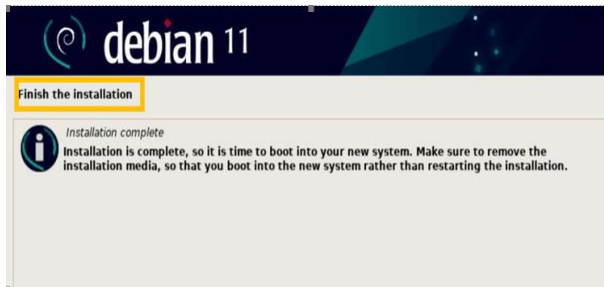 debian 11
Finish the installation
Installation complete
Installation is complete, so it is time to boot into your new system. Make sure to remove the
installation media, so that you boot into the new system rather than restarting the installation.